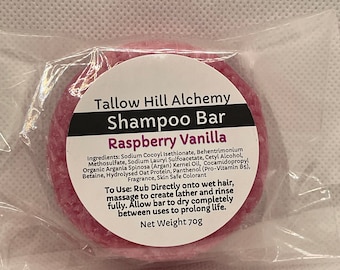 Tallow Hill Alchemy
Shampoo Bar
Raspberry Vanilla
Ingredients: Sodium Cocoyl Isethionate, Behentrimonium
Methosulfate, Sodium Lauryl Sulfoacetate, Cetyl Alcohol,
Organic Argania Spinosa (Argan) Kernel Oil, Cocamidopropyl
Betaine, Hydrolysed Oat Protein, Panthenol (Pro-Vitamin B5),
Fragrance, Skin Safe Colorant
To Use: Rub Directly onto wet hair,
massage to create lather and rinse
fully. Allow bar to dry completely
between uses to prolong life.
Net Weight 70g